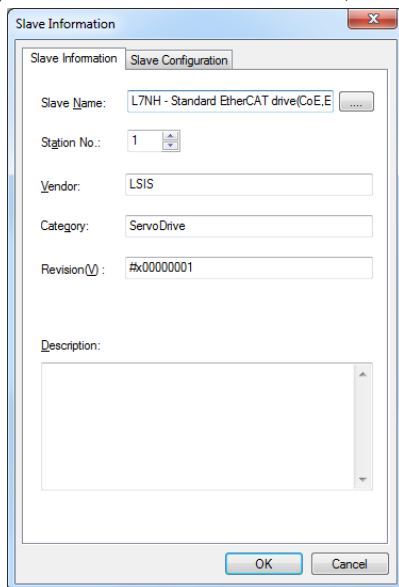 Slave Information
Slave Information Slave Configuration
Slave Name: L7NH - Standard EtherCAT drive(CoE,E ....
Station No.: 1
Vendor: LSIS
Category: ServoDrive
Revision(V) : #x00000001
Description:
OK Cancel